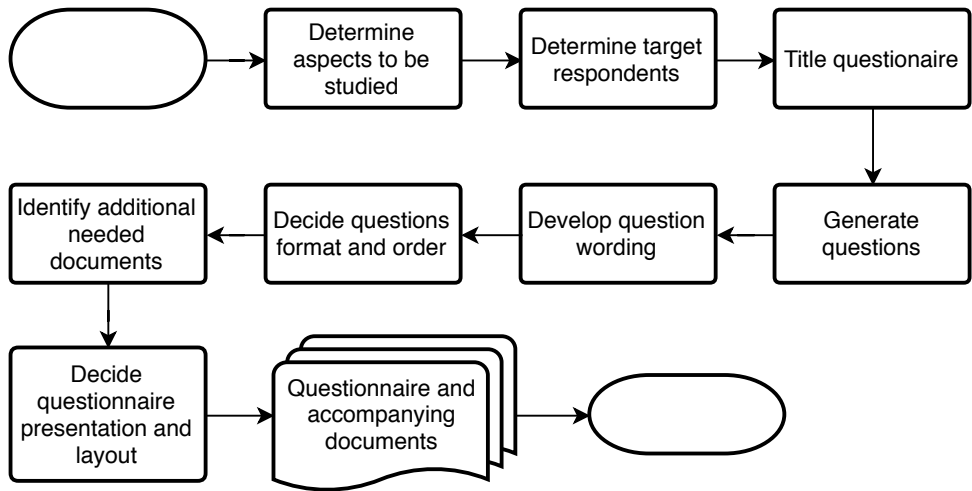 Determine
aspects to be
studied
Determine target
respondents
Title questionaire
Generate
questions
Develop question
wording
Decide questions
format and order
Identify additional
needed
documents
Decide
questionnaire
presentation and
layout
Questionnaire and
accompanying
documents